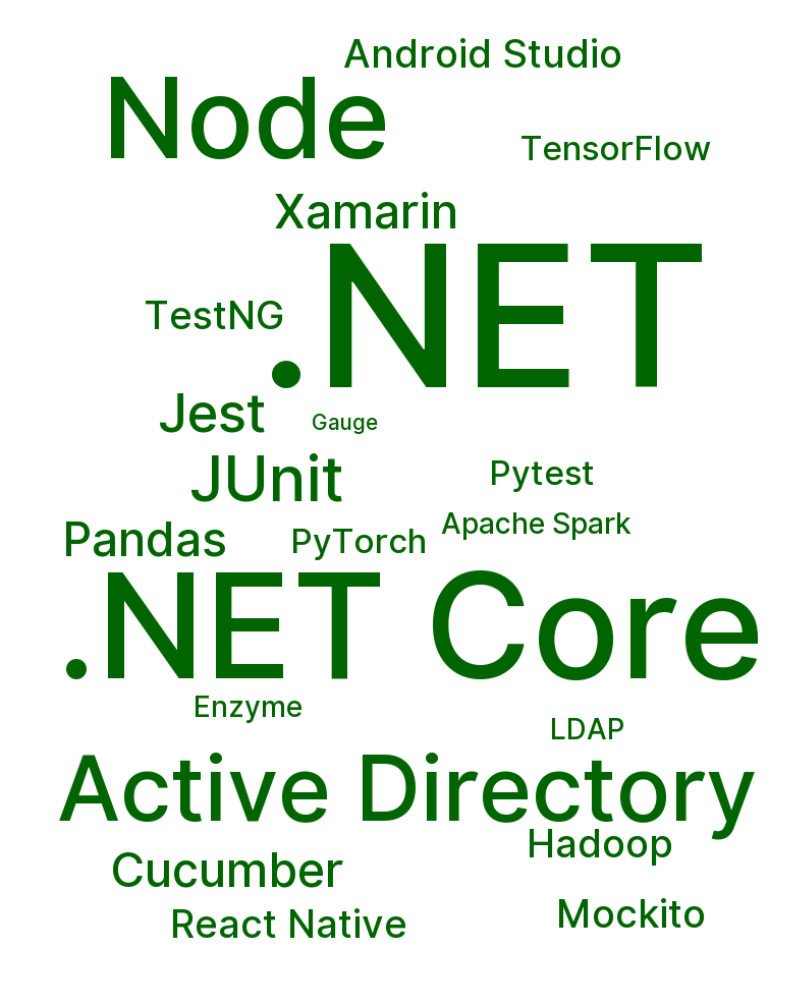 Android Studio
Node
TensorFlow
Xamarin
.NET
TestNG
Jest
Gauge
JUnit
Pytest
Apache Spark
Pandas
PyTorch
.NET Core
Enzyme
LDAP
Active Directory
Hadoop
Cucumber
Mockito
React Native